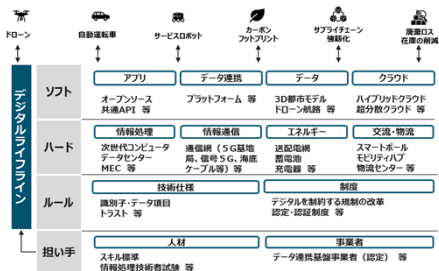 ドローン
自動運転車
サービスロボット
カーボン
フットプリント
サプライチェーン
強靱化
廃棄ロス
在庫の削減
デジタルライフライン
ソフト
アプリ
オープンソース
共通API 等
データ連携
プラットフォーム 等
データ
3D都市モデル
ドローン航路 等
クラウド
ハイブリッドクラウド
超分散クラウド 等
ハード
情報処理
次世代コンピュータ
データセンター
MEC 等
情報通信
通信網（5G基地
局、信号5G、海底
ケーブル等）等
エネルギー
送配電網
蓄電池
充電器 等
交流・物流
スマートポール
モビリティハブ
物流センター 等
ルール
技術仕様
識別子・データ項目
トラスト 等
制度
デジタルを制約する規制の改革
認定・認証制度 等
担い手
人材
スキル標準
情報処理技術者試験 等
事業者
データ連携基盤事業者（認定） 等